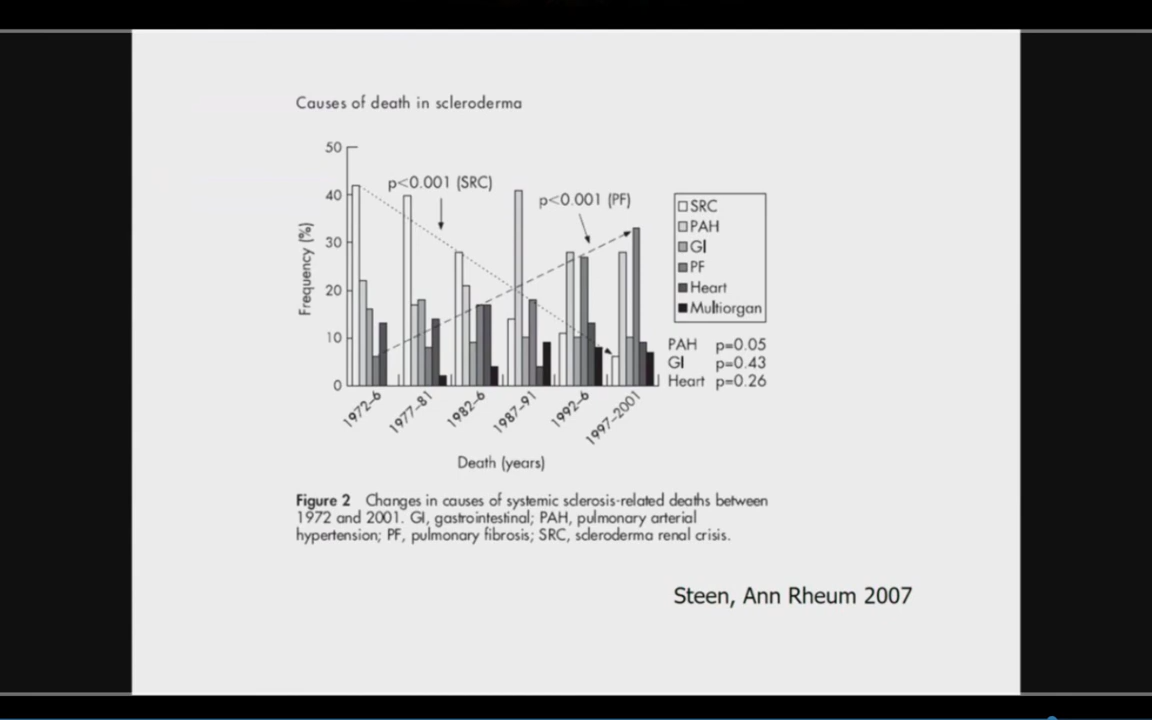 Causes of death in scleroderma
50
p<0.001 (SRC)
p<0.001 (PF)
40
30
20
10
0
Frequency (%)
SRC
PAH
GI
PF
Heart
Multiorgan
PAH p=0.05
GI p=0.43
Heart p=0.26
1972–6
1977–81
1982–6
1987–91
1992–6
1997–2001
Death (years)
Figure 2 Changes in causes of systemic sclerosis-related deaths between
1972 and 2001. GI, gastrointestinal; PAH, pulmonary arterial
hypertension; PF, pulmonary fibrosis; SRC, scleroderma renal crisis.
Steen, Ann Rheum 2007